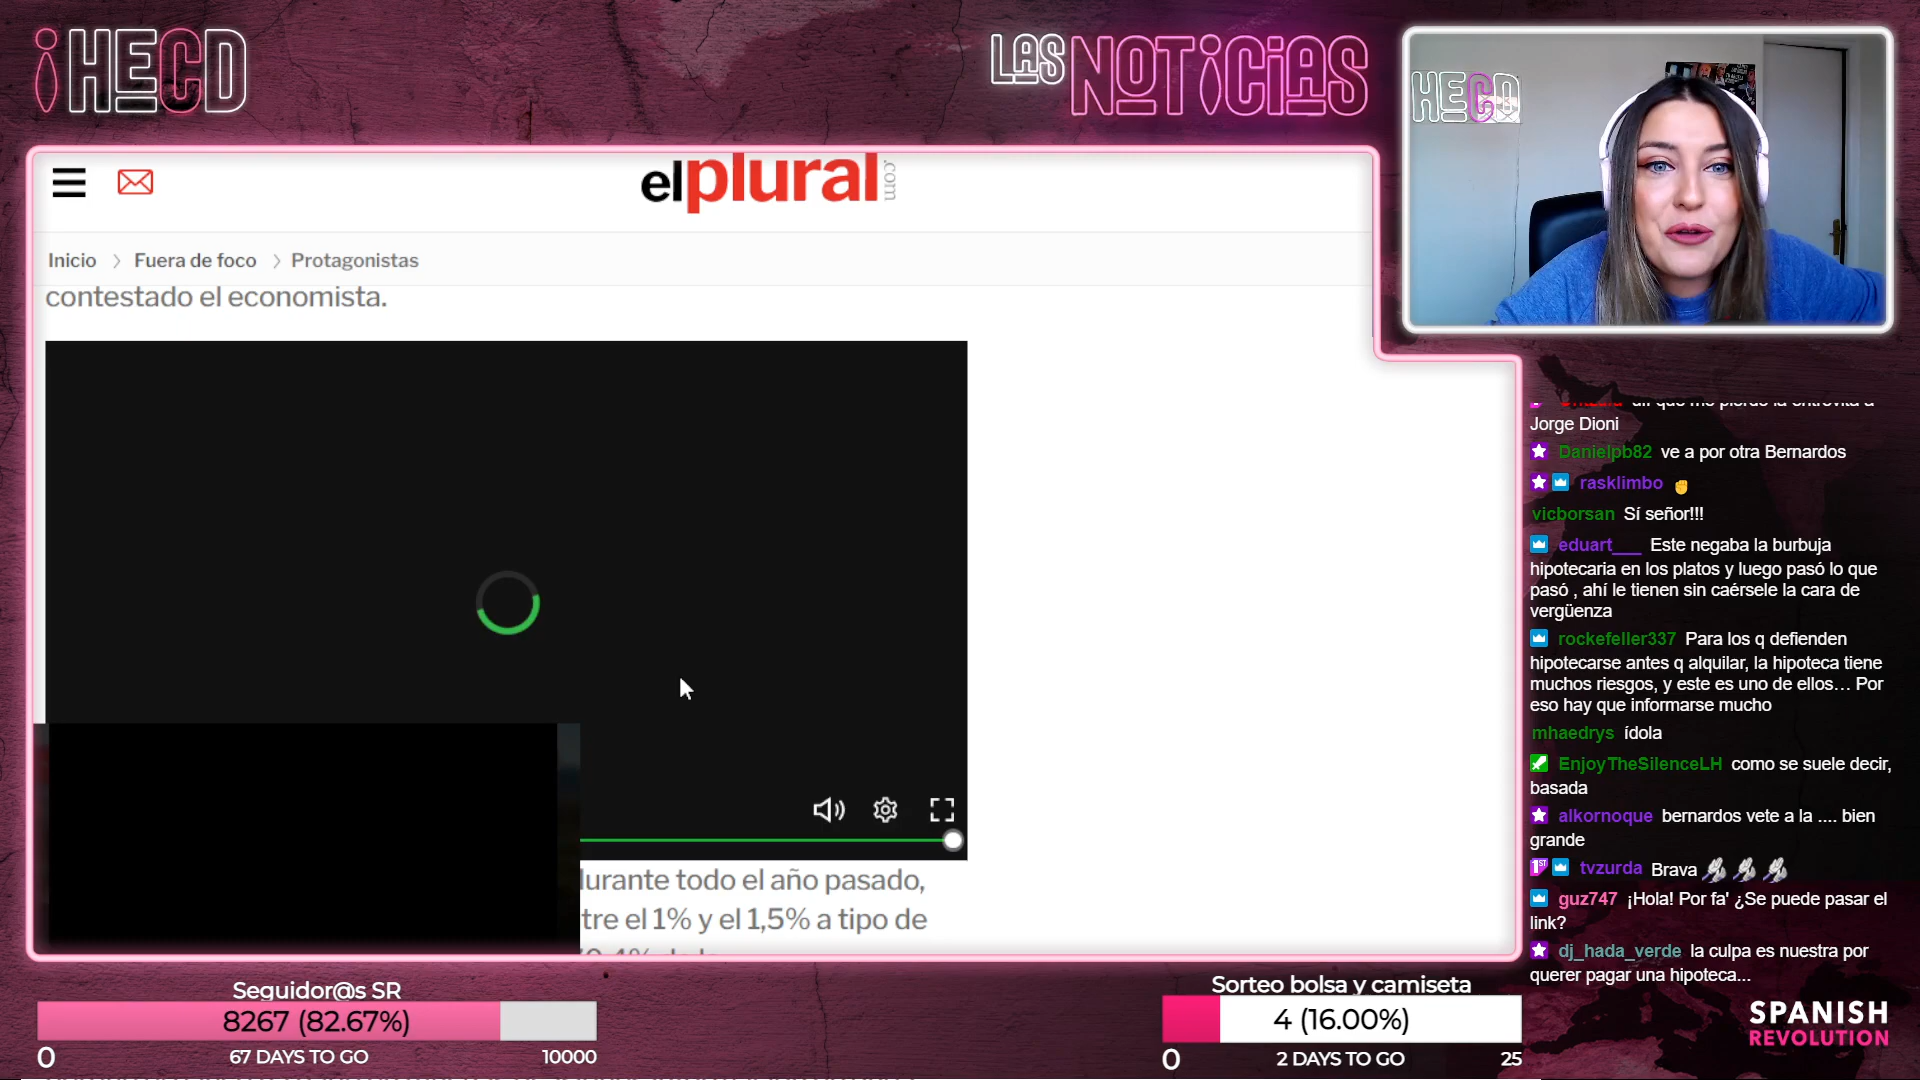 ¡HECD
LAS NOTICIAS
HECD
elplural.com
Inicio > Fuera de foco > Protagonistas
contestado el economista.
durante todo el año pasado,
tre el 1% y el 1,5% a tipo de
Jorge Dioni
Danielpb82 ve a por otra Bernardos
rasklimbo
vicborsan Sí señor!!!
eduart___ Este negaba la burbuja
hipotecaria en los platos y luego pasó lo que
pasó , ahí le tienen sin caérsele la cara de
vergüenza
rockefeller337 Para los q defienden
hipotecarse antes q alquilar, la hipoteca tiene
muchos riesgos, y este es uno de ellos… Por
eso hay que informarse mucho
mhaedrys ídola
EnjoyTheSilenceLH como se suele decir,
basada
alkornoque bernardos vete a la .... bien
grande
1ST tvzurda Brava
guz747 ¡Hola! Por fa' ¿Se puede pasar el
link?
dj_hada_verde la culpa es nuestra por
querer pagar una hipoteca...
Seguidor@s SR
8267 (82.67%)
0 67 DAYS TO GO 10000
Sorteo bolsa y camiseta
4 (16.00%)
0 2 DAYS TO GO 25
SPANISH
REVOLUTION